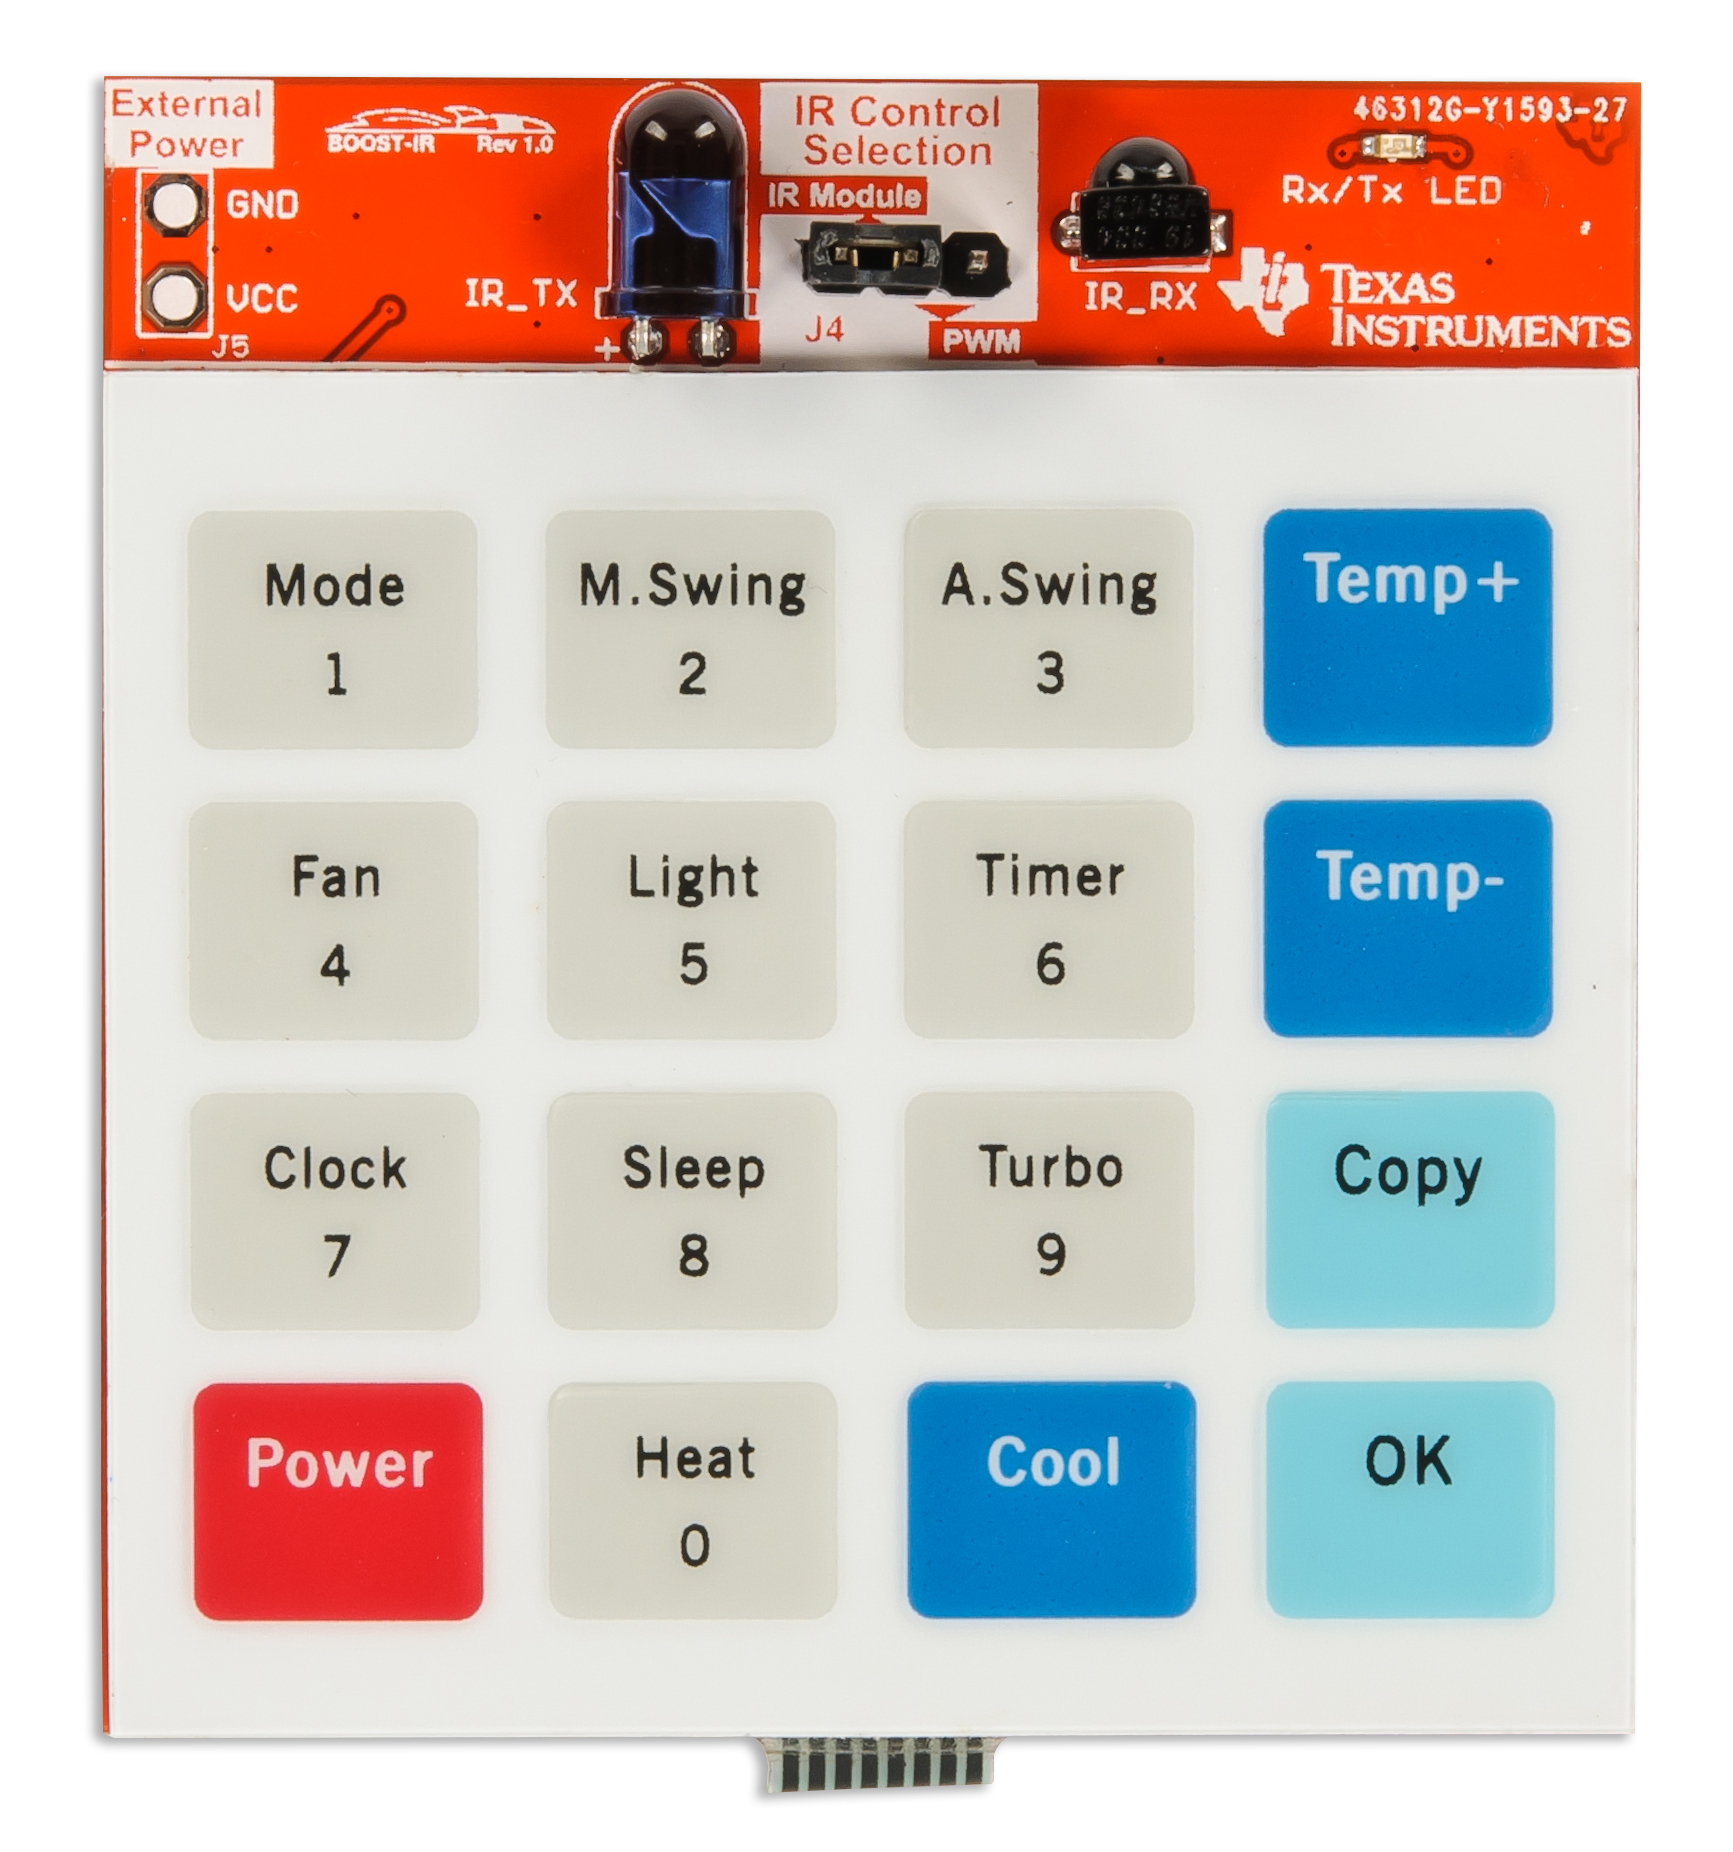 External
Power
GND
VCC
J5
BOOST-IR Rev 1.0
IR_TX
+
IR Control
Selection
IR Module
J4
PWM
IR_RX
46312G-Y1593-27
Rx/Tx LED
TEXAS
INSTRUMENTS
Mode
1
M.Swing
2
A.Swing
3
Temp+
Fan
4
Light
5
Timer
6
Temp-
Clock
7
Sleep
8
Turbo
9
Copy
Power
Heat
0
Cool
OK